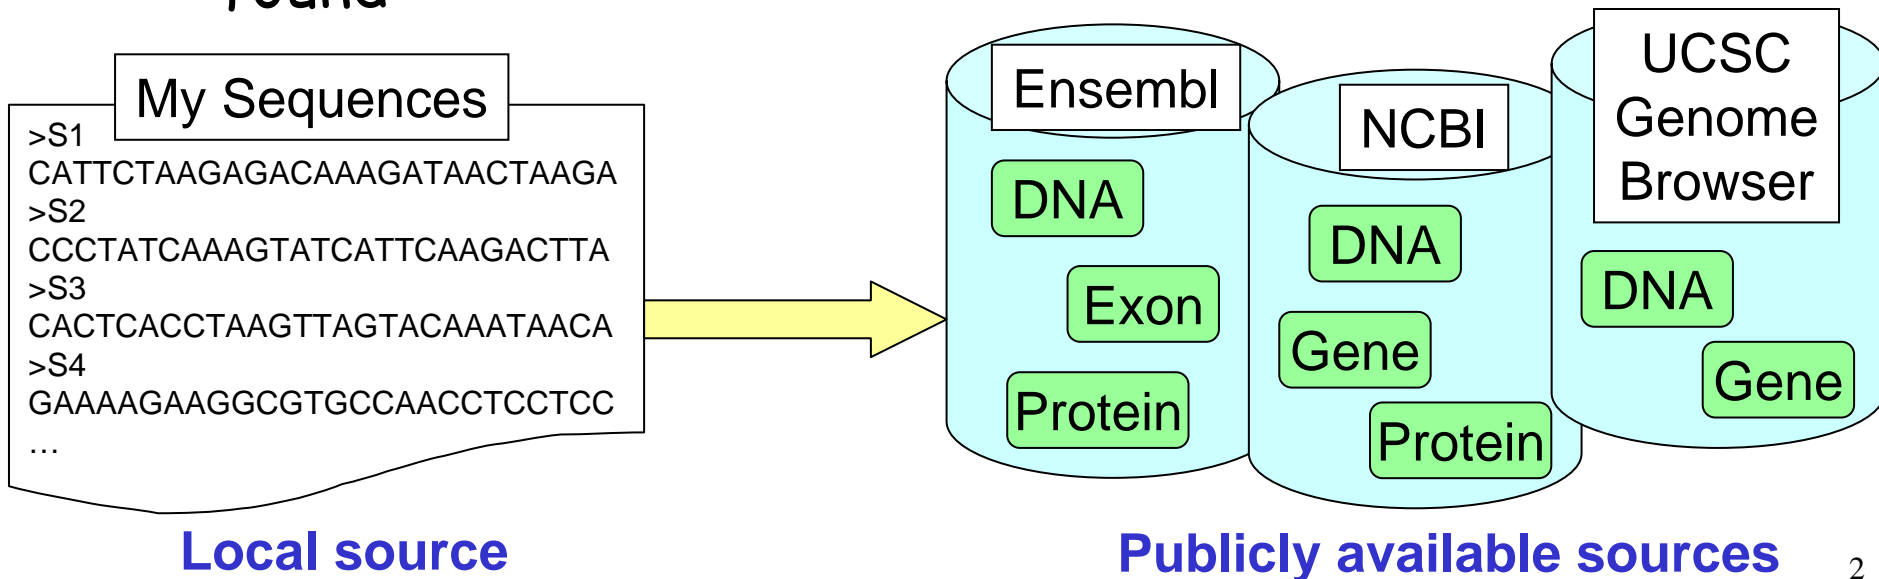 found
My Sequences
>S1
CATTCTAAGAGACAAAGATAACTAAGA
>S2
CCCTATCAAAGTATCATTCAAGACTTA
>S3
CACTCACCTAAGTTAGTACAAATAACA
>S4
GAAAAGAAGGCGTGCCAACCTCCTCC
…
Local source
Ensembl
DNA
Exon
Protein
NCBI
DNA
Gene
Protein
UCSC
Genome
Browser
DNA
Gene
Publicly available sources
2